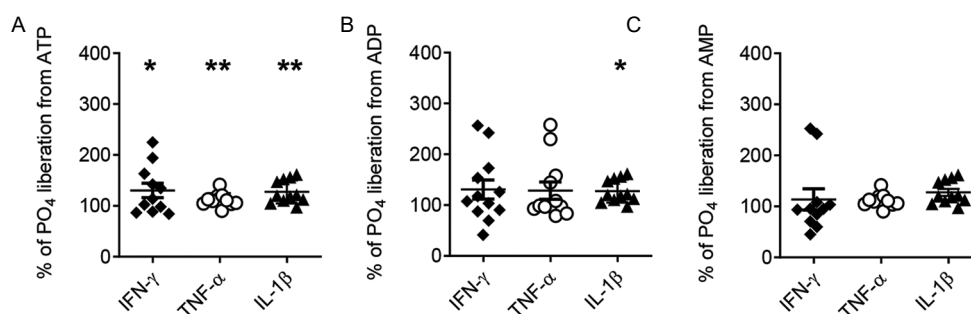 A
% of PO4 liberation from ATP
400
300
200
100
0
* ** **
IFN-γ
TNF-α
IL-1β
B
% of PO4 liberation from ADP
400
300
200
100
0
*
IFN-γ
TNF-α
IL-1β
C
% of PO4 liberation from AMP
400
300
200
100
0
IFN-γ
TNF-α
IL-1β